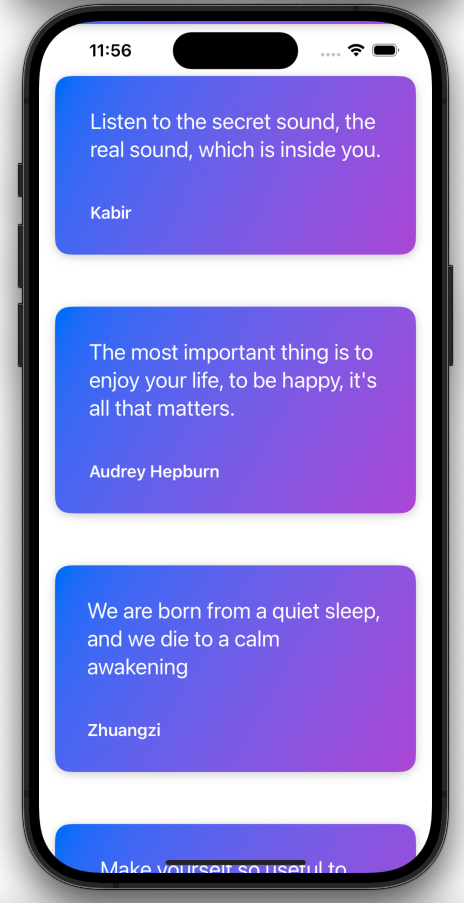 11:56
Listen to the secret sound, the
real sound, which is inside you.
Kabir
The most important thing is to
enjoy your life, to be happy, it's
all that matters.
Audrey Hepburn
We are born from a quiet sleep,
and we die to a calm
awakening
Zhuangzi
Make yourself so useful to